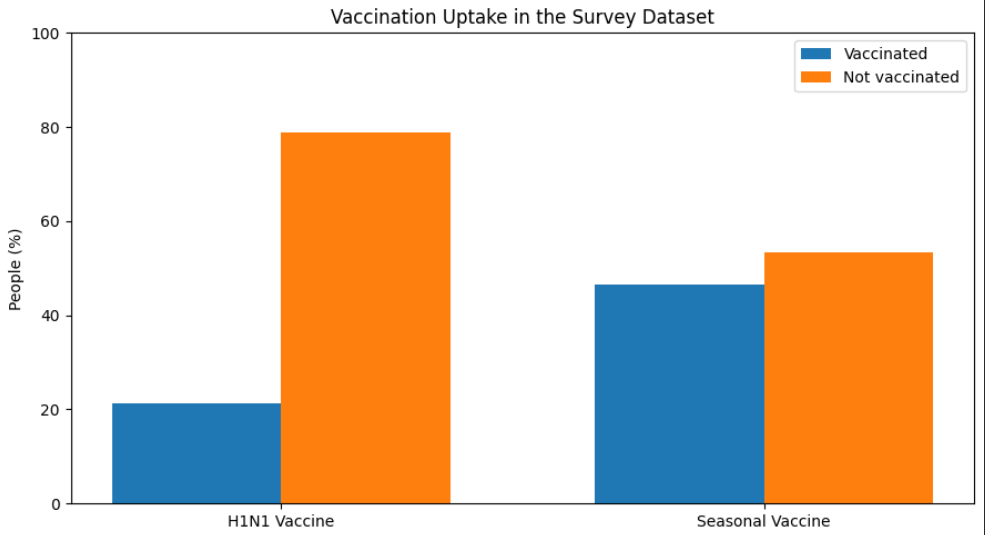 Vaccination Uptake in the Survey Dataset
100
80
60
40
20
0
People (%)
Vaccinated
Not vaccinated
H1N1 Vaccine
Seasonal Vaccine